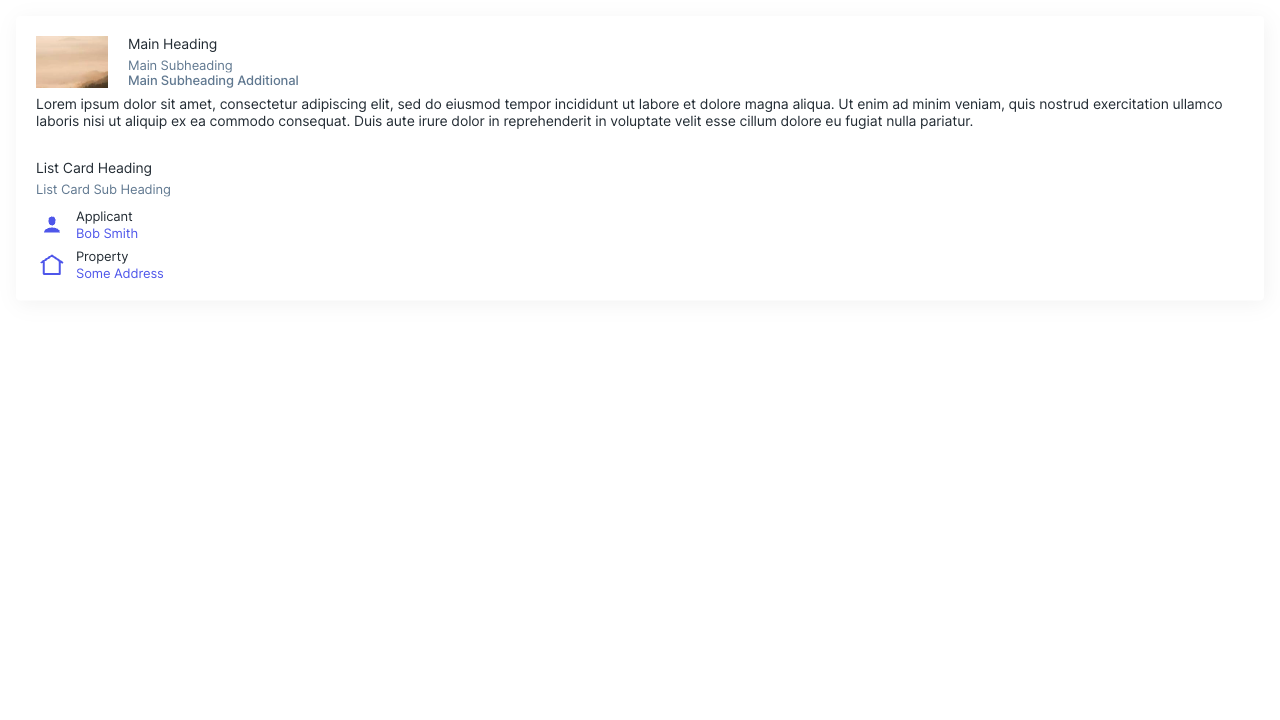 Main Heading
Main Subheading
Main Subheading Additional
Lorem ipsum dolor sit amet, consectetur adipiscing elit, sed do eiusmod tempor incididunt ut labore et dolore magna aliqua. Ut enim ad minim veniam, quis nostrud exercitation ullamco
laboris nisi ut aliquip ex ea commodo consequat. Duis aute irure dolor in reprehenderit in voluptate velit esse cillum dolore eu fugiat nulla pariatur.
List Card Heading
List Card Sub Heading
Applicant
Bob Smith
Property
Some Address